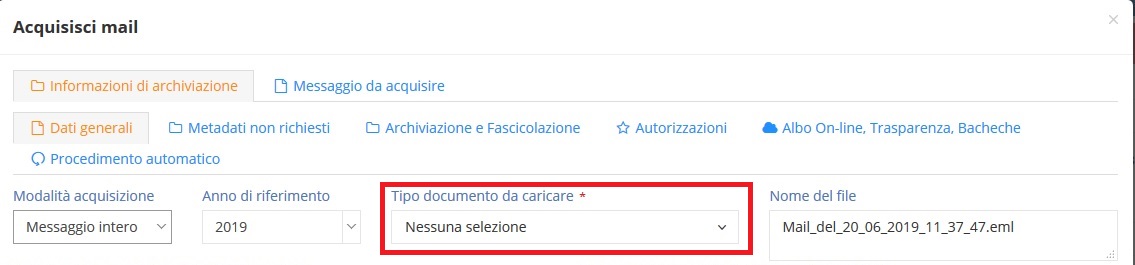 Acquisisci mail
×
Informazioni di archiviazione
Messaggio da acquisire
Dati generali
Metadati non richiesti
Archiviazione e Fascicolazione
Autorizzazioni
Albo On-line, Trasparenza, Bacheche
Procedimento automatico
Modalità acquisizione
Anno di riferimento
Tipo documento da caricare *
Nome del file
Messaggio intero
2019
Nessuna selezione
Mail_del_20_06_2019_11_37_47.eml